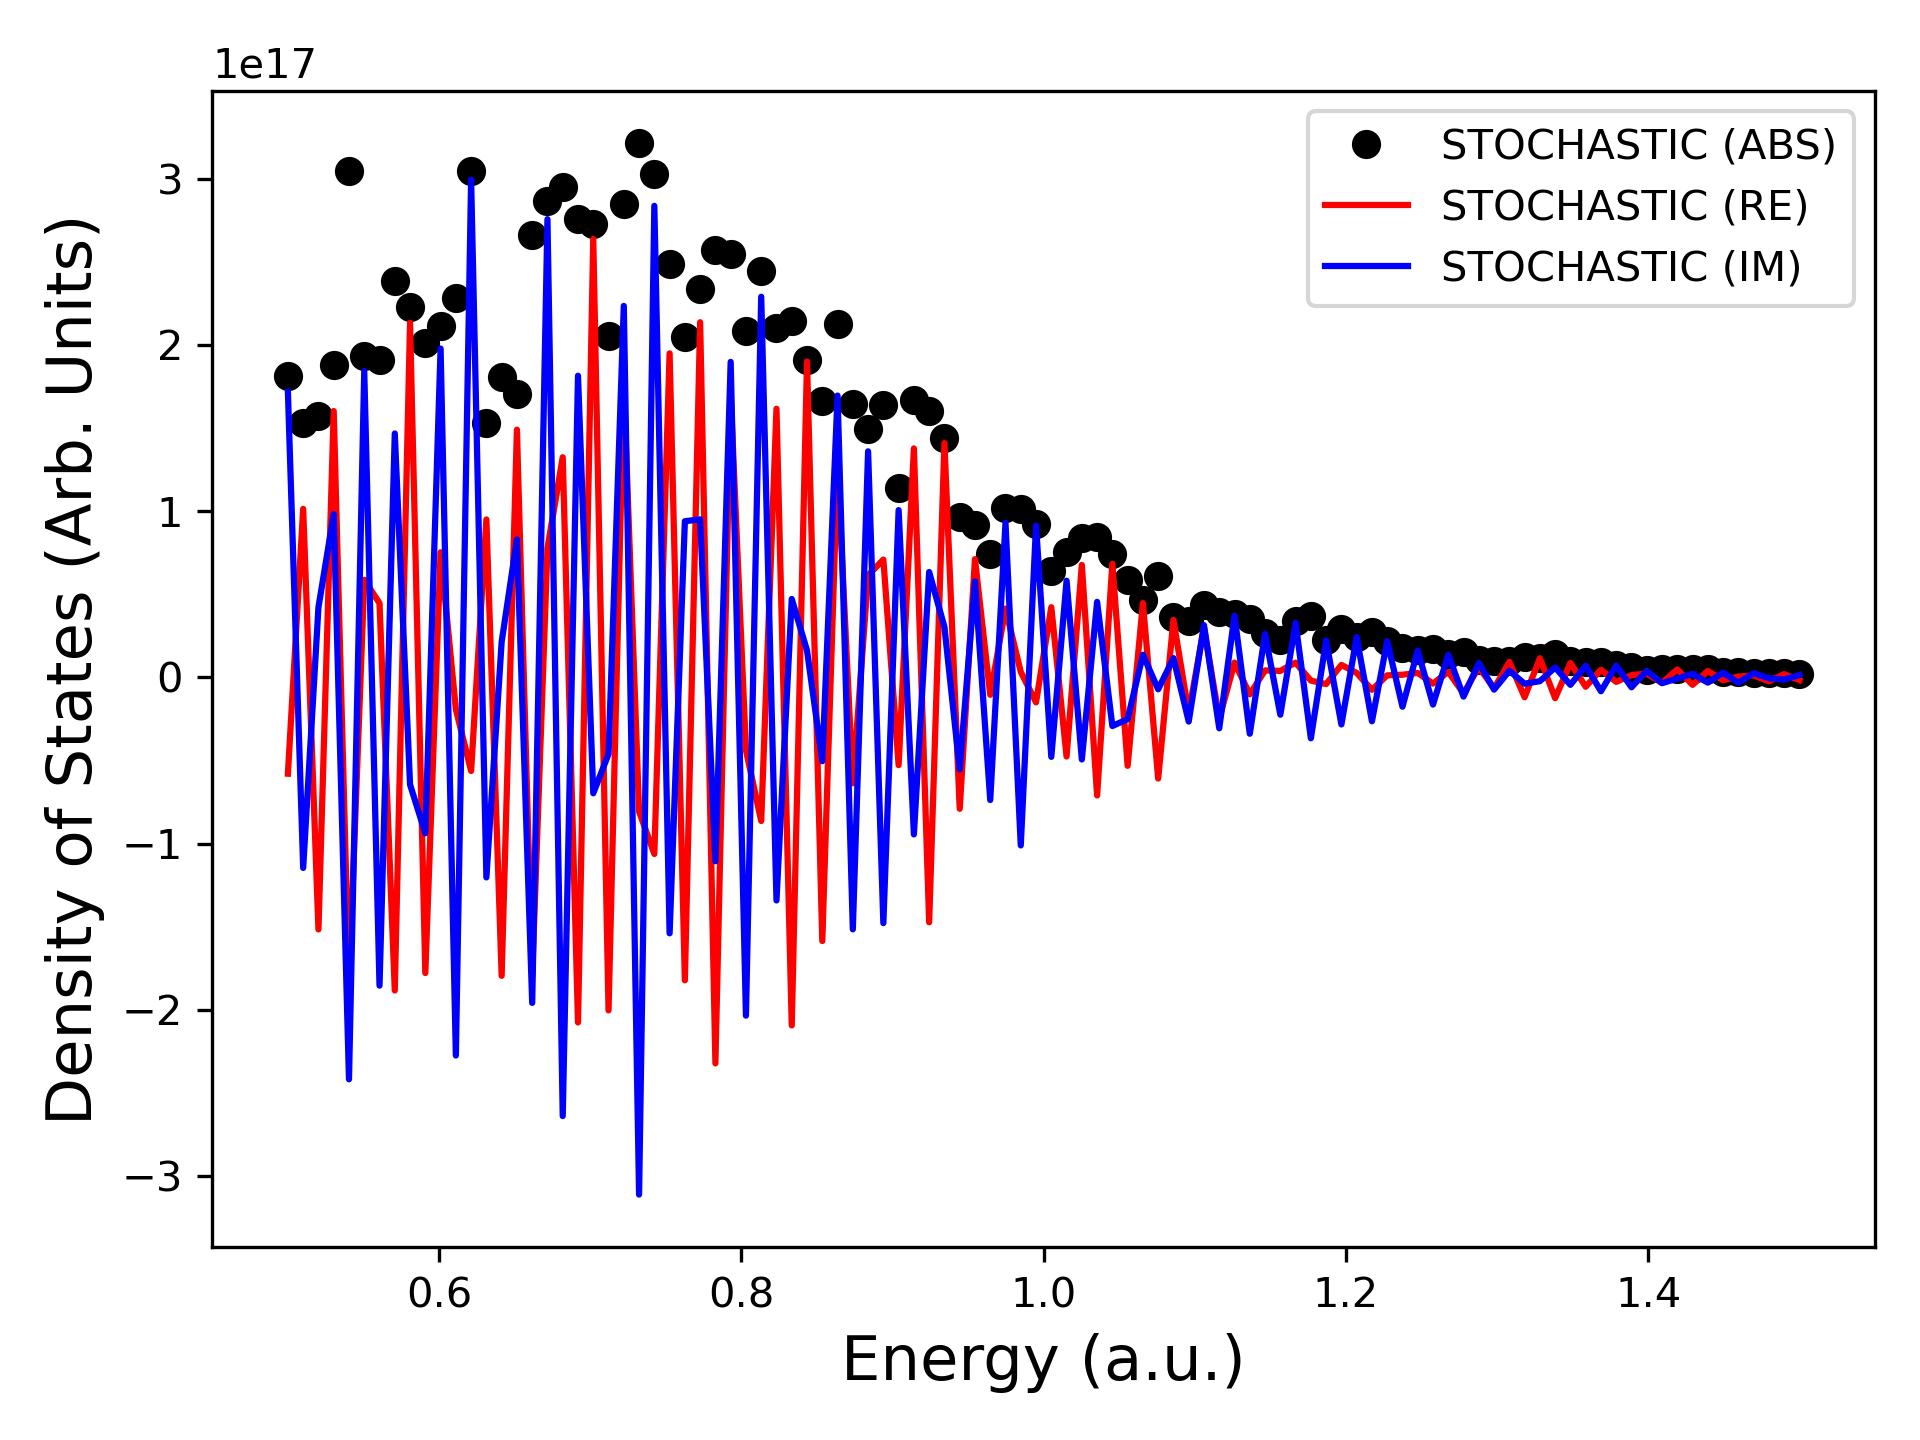 1e17
STOCHASTIC (ABS)
STOCHASTIC (RE)
STOCHASTIC (IM)
3
2
1
0
−1
−2
−3
Density of States (Arb. Units)
0.6 0.8 1.0 1.2 1.4
Energy (a.u.)